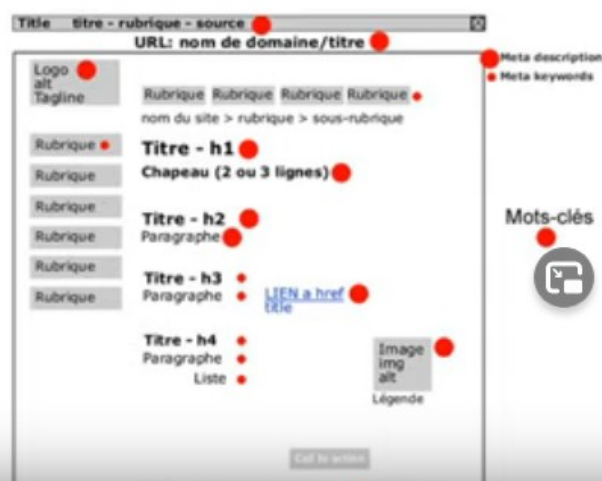 Title titre - rubrique - source
URL: nom de domaine/titre
Meta description
Meta keywords
Logo
alt
Tagline
Rubrique Rubrique Rubrique Rubrique
nom du site > rubrique > sous-rubrique
Rubrique
Rubrique
Rubrique
Rubrique
Rubrique
Rubrique
Titre - h1
Chapeau (2 ou 3 lignes)
Titre - h2
Paragraphe
Titre - h3
Paragraphe
LIEN a href
title
Titre - h4
Paragraphe
Liste
Image
img
alt
Légende
Call to action
Mots-clés